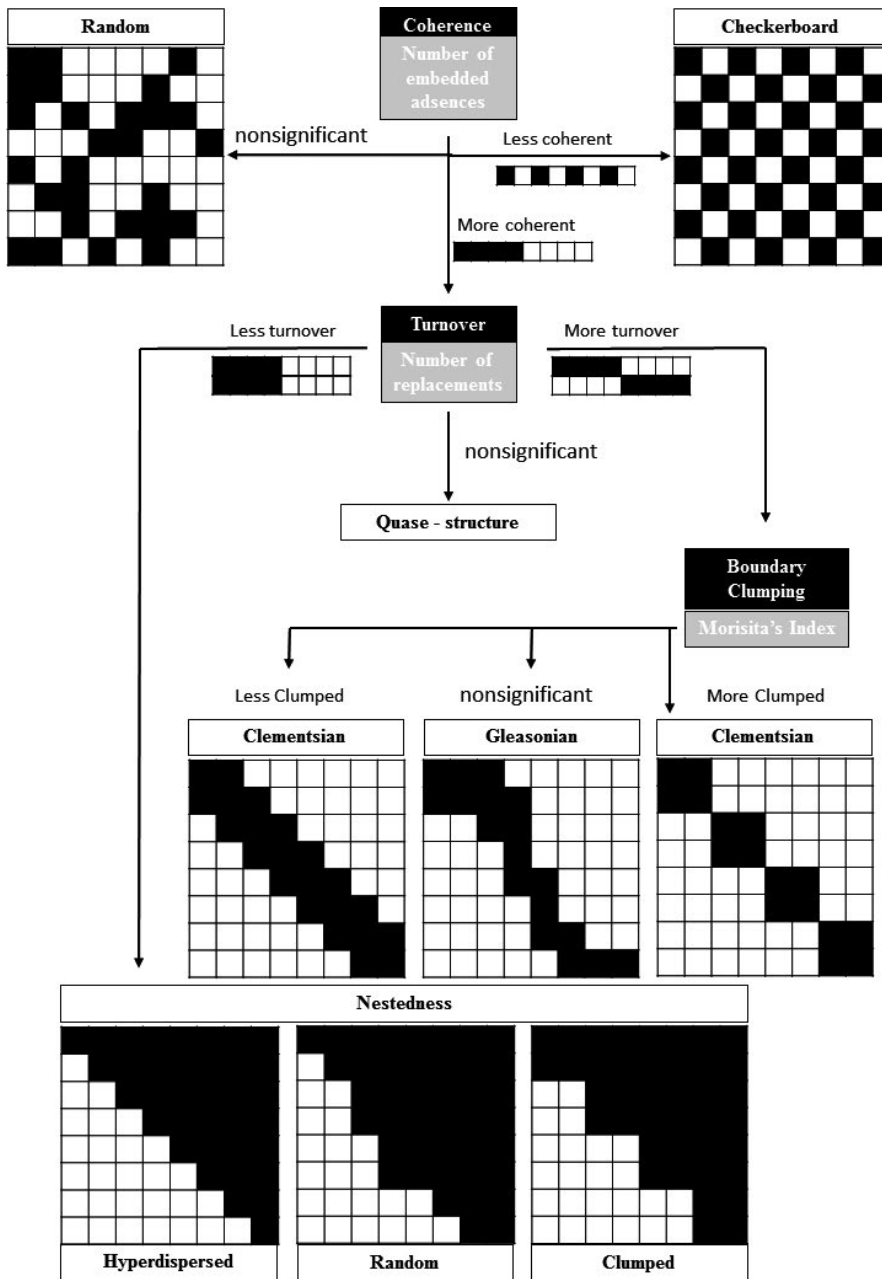 Random
Coherence
Number of
embedded
adsences
Checkerboard
nonsignificant
Less coherent
More coherent
Less turnover
Turnover
Number of
replacements
More turnover
nonsignificant
Quase - structure
Boundary
Clumping
Morisita's Index
Less Clumped
nonsignificant
More Clumped
Clementsian
Gleasonian
Clementsian
Nestedness
Hyperdispersed
Random
Clumped